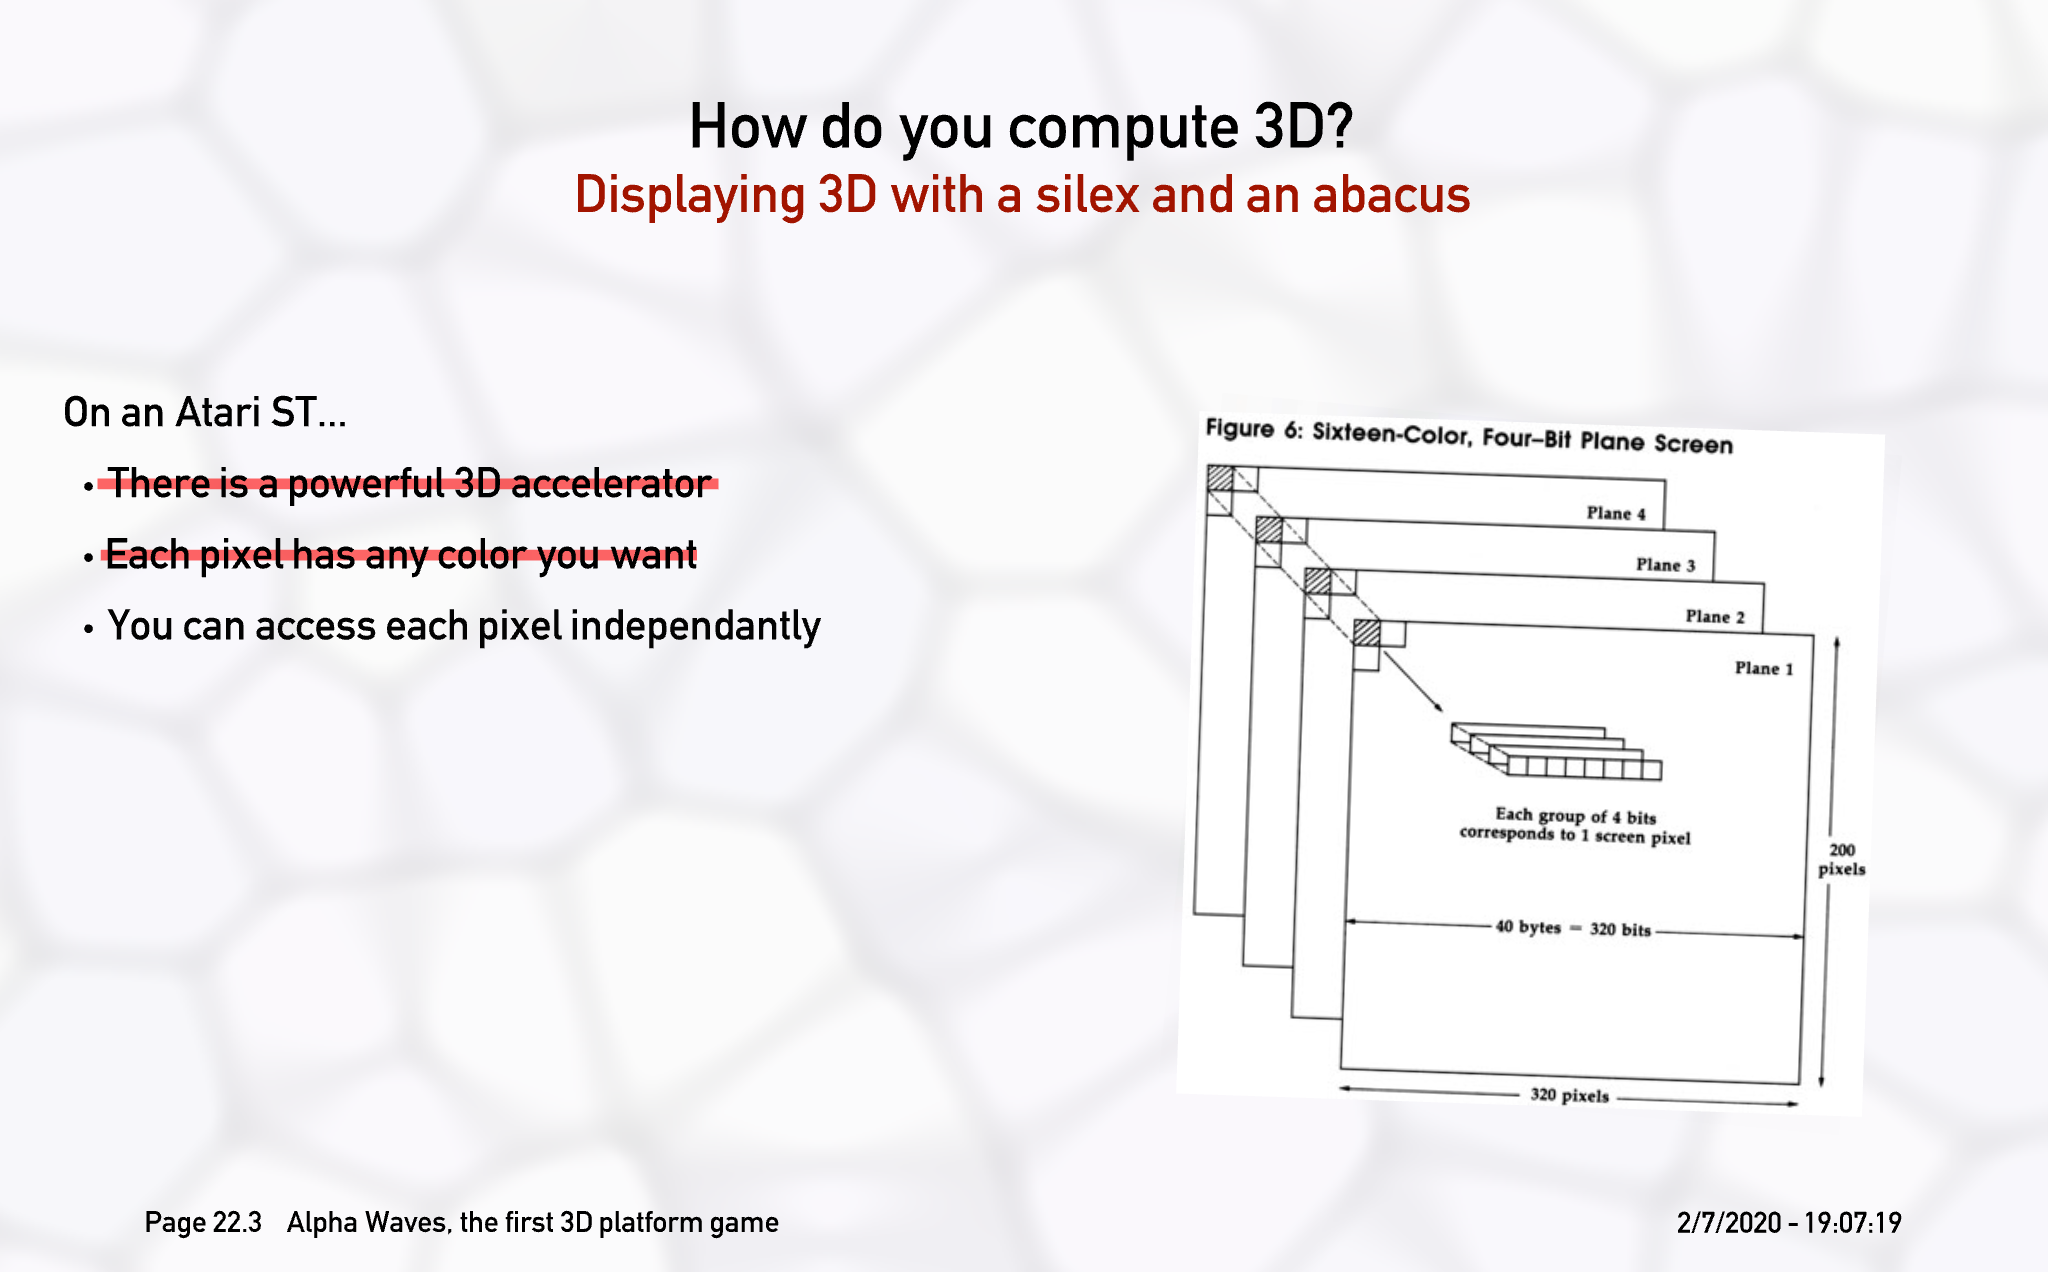 How do you compute 3D?
Displaying 3D with a silex and an abacus
On an Atari ST...
• There is a powerful 3D accelerator
• Each pixel has any color you want
• You can access each pixel independantly
Figure 6: Sixteen-Color, Four-Bit Plane Screen
Plane 4
Plane 3
Plane 2
Plane 1
Each group of 4 bits
corresponds to 1 screen pixel
200
pixels
40 bytes = 320 bits
320 pixels
Page 22.3 Alpha Waves, the first 3D platform game
2/7/2020 - 19:07:19